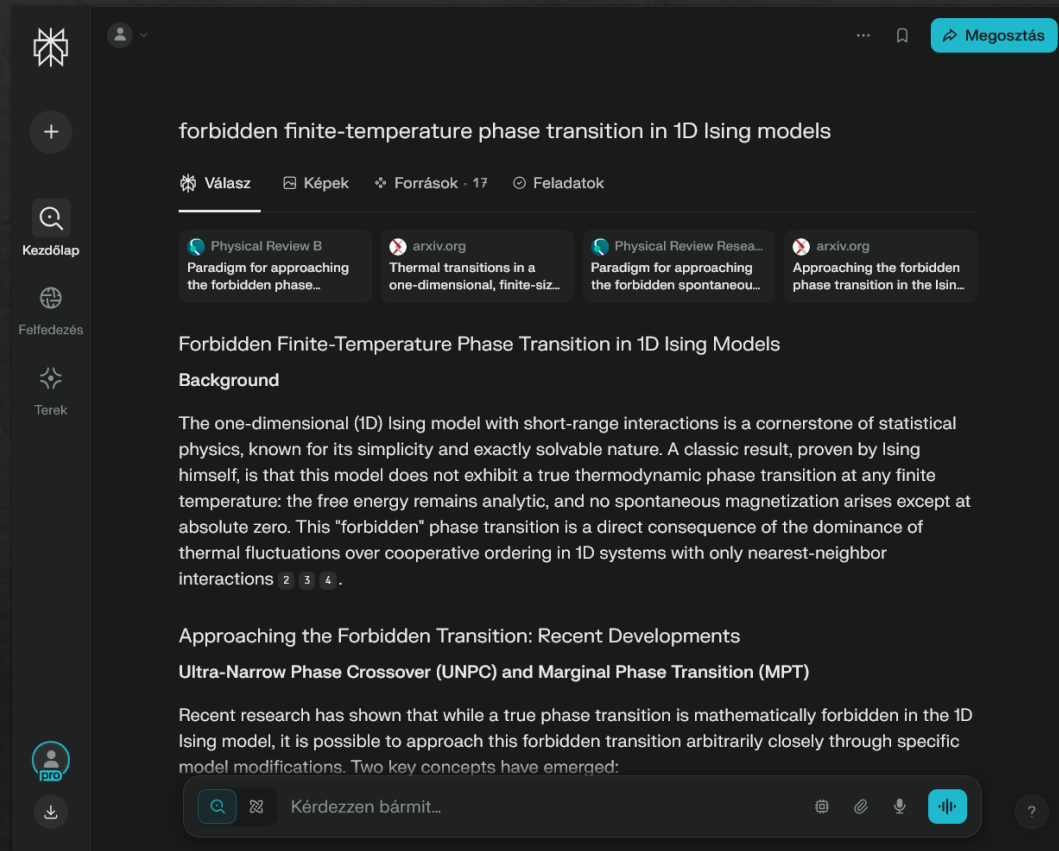 Megosztás
Kezdőlap
Felfedezés
Terek
pro
forbidden finite-temperature phase transition in 1D Ising models
Válasz Képek Források · 17 Feladatok
Physical Review B
Paradigm for approaching
the forbidden phase...
arxiv.org
Thermal transitions in a
one-dimensional, finite-siz...
Physical Review Resea...
Paradigm for approaching
the forbidden spontaneou...
arxiv.org
Approaching the forbidden
phase transition in the Isin...
Forbidden Finite-Temperature Phase Transition in 1D Ising Models
Background
The one-dimensional (1D) Ising model with short-range interactions is a cornerstone of statistical
physics, known for its simplicity and exactly solvable nature. A classic result, proven by Ising
himself, is that this model does not exhibit a true thermodynamic phase transition at any finite
temperature: the free energy remains analytic, and no spontaneous magnetization arises except at
absolute zero. This "forbidden" phase transition is a direct consequence of the dominance of
thermal fluctuations over cooperative ordering in 1D systems with only nearest-neighbor
interactions 2 3 4 .
Approaching the Forbidden Transition: Recent Developments
Ultra-Narrow Phase Crossover (UNPC) and Marginal Phase Transition (MPT)
Recent research has shown that while a true phase transition is mathematically forbidden in the 1D
Ising model, it is possible to approach this forbidden transition arbitrarily closely through specific
model modifications. Two key concepts have emerged:
Kérdezzen bármit...
?